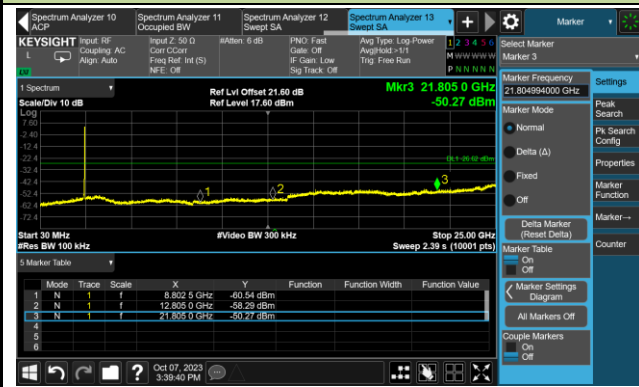 Spectrum Analyzer 10
ACP
Spectrum Analyzer 11
Occupied BW
Spectrum Analyzer 12
Swept SA
Spectrum Analyzer 13
Swept SA
Marker
KEYSIGHT
L
Input: RF
Coupling: AC
Align: Auto
Input Z: 50 Ω
Corr CCorr
Freq Ref: Int (S)
NFE: Off
#Atten: 6 dB
PNO: Fast
Gate: Off
IF Gain: Low
Sig Track: Off
Avg Type: Log-Power
Avg|Hold:>1/1
Trig: Free Run
1 2 3 4 5 6
M W W W W W
P N N N N N
Select Marker
Marker 3
1 Spectrum
Scale/Div 10 dB
Log
Ref Lvl Offset 21.60 dB
Ref Level 17.60 dBm
Mkr3 21.805 0 GHz
-50.27 dBm
7.60
-2.40
-12.4
-22.4
-32.4
-42.4
-52.4
-62.4
-72.4
DL1 -26.62 dBm
1
2
3
Start 30 MHz
#Res BW 100 kHz
#Video BW 300 kHz
Stop 25.00 GHz
Sweep 2.39 s (10001 pts)
5 Marker Table
Mode Trace Scale X Y Function Function Width Function Value
1 N 1 f 8.802 5 GHz -60.54 dBm
2 N 1 f 12.805 0 GHz -58.29 dBm
3 N 1 f 21.805 0 GHz -50.27 dBm
4
5
6
Marker Frequency
21.804994000 GHz
Marker Mode
Normal
Delta (Δ)
Fixed
Off
Delta Marker
(Reset Delta)
Marker Table
On
Off
Marker Settings
Diagram
All Markers Off
Couple Markers
On
Off
Settings
Peak
Search
Pk Search
Config
Properties
Marker
Function
Marker→
Counter
?
Oct 07, 2023
3:39:40 PM